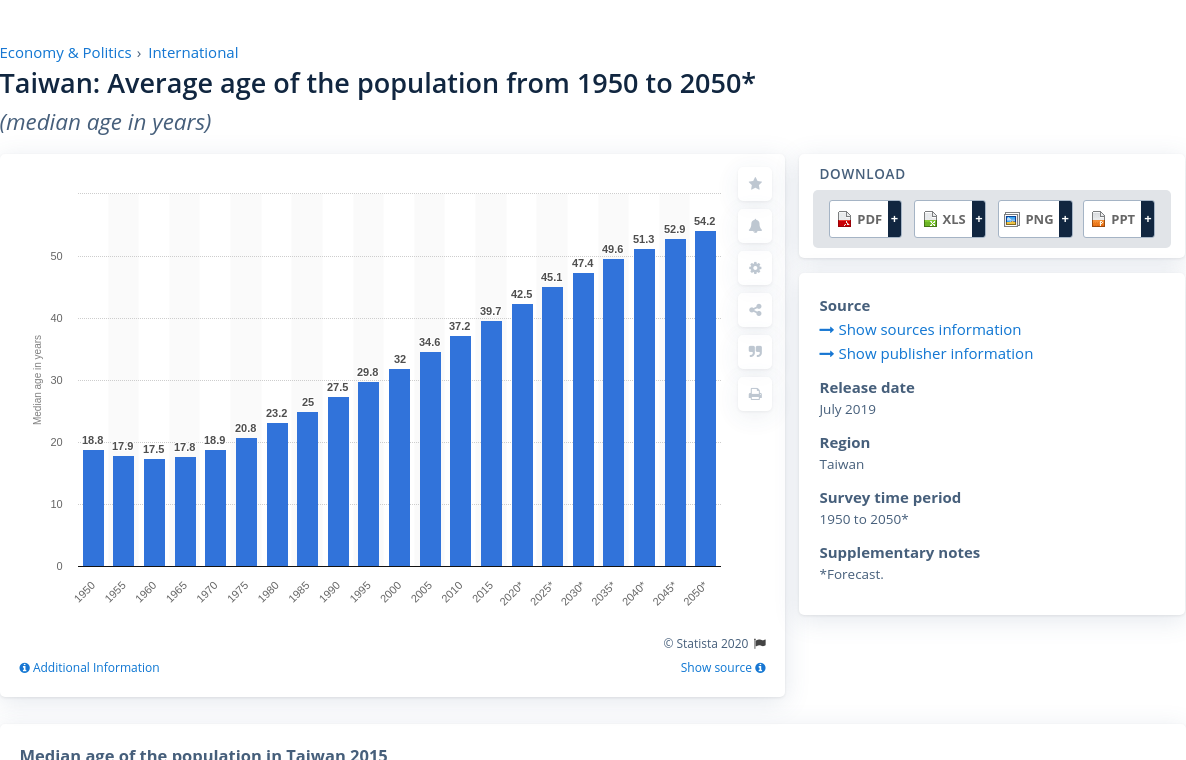 Economy & Politics › International
Taiwan: Average age of the population from 1950 to 2050*
(median age in years)
Median age in years
50
40
30
20
10
0
18.8
17.9
17.5
17.8
18.9
20.8
23.2
25
27.5
29.8
32
34.6
37.2
39.7
42.5
45.1
47.4
49.6
51.3
52.9
54.2
1950
1955
1960
1965
1970
1975
1980
1985
1990
1995
2000
2005
2010
2015
2020*
2025*
2030*
2035*
2040*
2045*
2050*
© Statista 2020
Additional Information
Show source
DOWNLOAD
PDF + XLS + PNG + PPT +
Source
Show sources information
Show publisher information
Release date
July 2019
Region
Taiwan
Survey time period
1950 to 2050*
Supplementary notes
*Forecast.
Median age of the population in Taiwan 2015